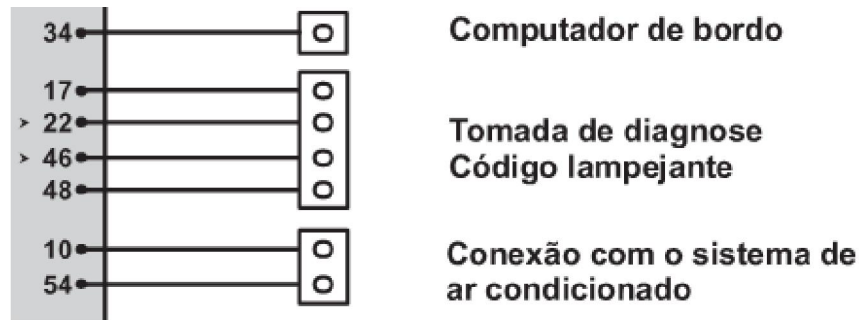 34 Computador de bordo
17
> 22 Tomada de diagnose
> 46 Código lampejante
48
10 Conexão com o sistema de
54 ar condicionado